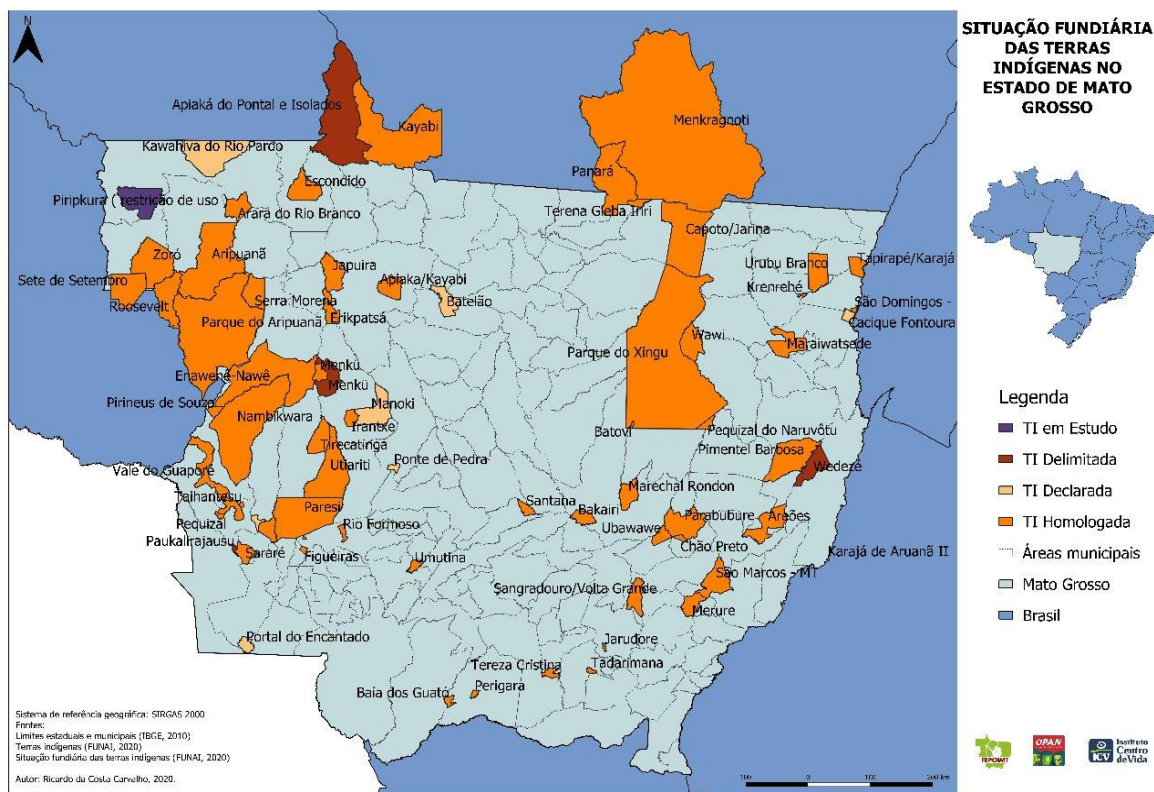 SITUAÇÃO FUNDIÁRIA
DAS TERRAS
INDÍGENAS NO
ESTADO DE MATO
GROSSO
N
Apiaká do Pontal e Isolados
Kayabi
Menkragnoti
Kawahiva do Rio Pardo
Panará
Escondido
Piripkura ( restrição de uso )
Arara do Rio Branco
Terena Gleba Iriri
Capoto/Jarina
Zoró
Aripuanã
Japuira
Apiaka/Kayabi
Urubu Branco
Tapirapé/Karajá
Sete de Setembro
Krenrehé
Roosevelt
Serra Morena
Batelão
São Domingos -
Parque do Aripuanã
Erikpatsá
Cacique Fontoura
Wawi
Maraiwatsede
Parque do Xingu
Enawenê-Nawê
Menkü
Menkü
Pirineus de Souza
Manoki
Nambikwara
Irantxe
Batovi
Pequizal do Naruvôtu
Tirecatinga
Pimentel Barbosa
Vale do Guaporé
Utiariti
Ponte de Pedra
Wedezé
Taihantesu
Marechal Rondon
Pequizal
Paresi
Santana
Bakairi
Parabubure
Areões
Paukalirajausu
Rio Formoso
Ubawawe
Sararé
Figueiras
Umutina
Chão Preto
Karajá de Aruanã II
São Marcos - MT
Sangradouro/Volta Grande
Merure
Portal do Encantado
Jarudore
Tereza Cristina
Tadarimana
Baía dos Guató
Perigara
Legenda
TI em Estudo
TI Delimitada
TI Declarada
TI Homologada
Áreas municipais
Mato Grosso
Brasil
Sistema de referência geográfica: SIRGAS 2000
Fontes:
Limites estaduais e municipais (IBGE, 2010)
Terras indígenas (FUNAI, 2020)
Situação fundiária das terras indígenas (FUNAI, 2020)
Autor: Ricardo da Costa Carvalho, 2020.
100 0 100 200 km
FEPOIMT
OPAN
ICV
Instituto
Centro
de Vida